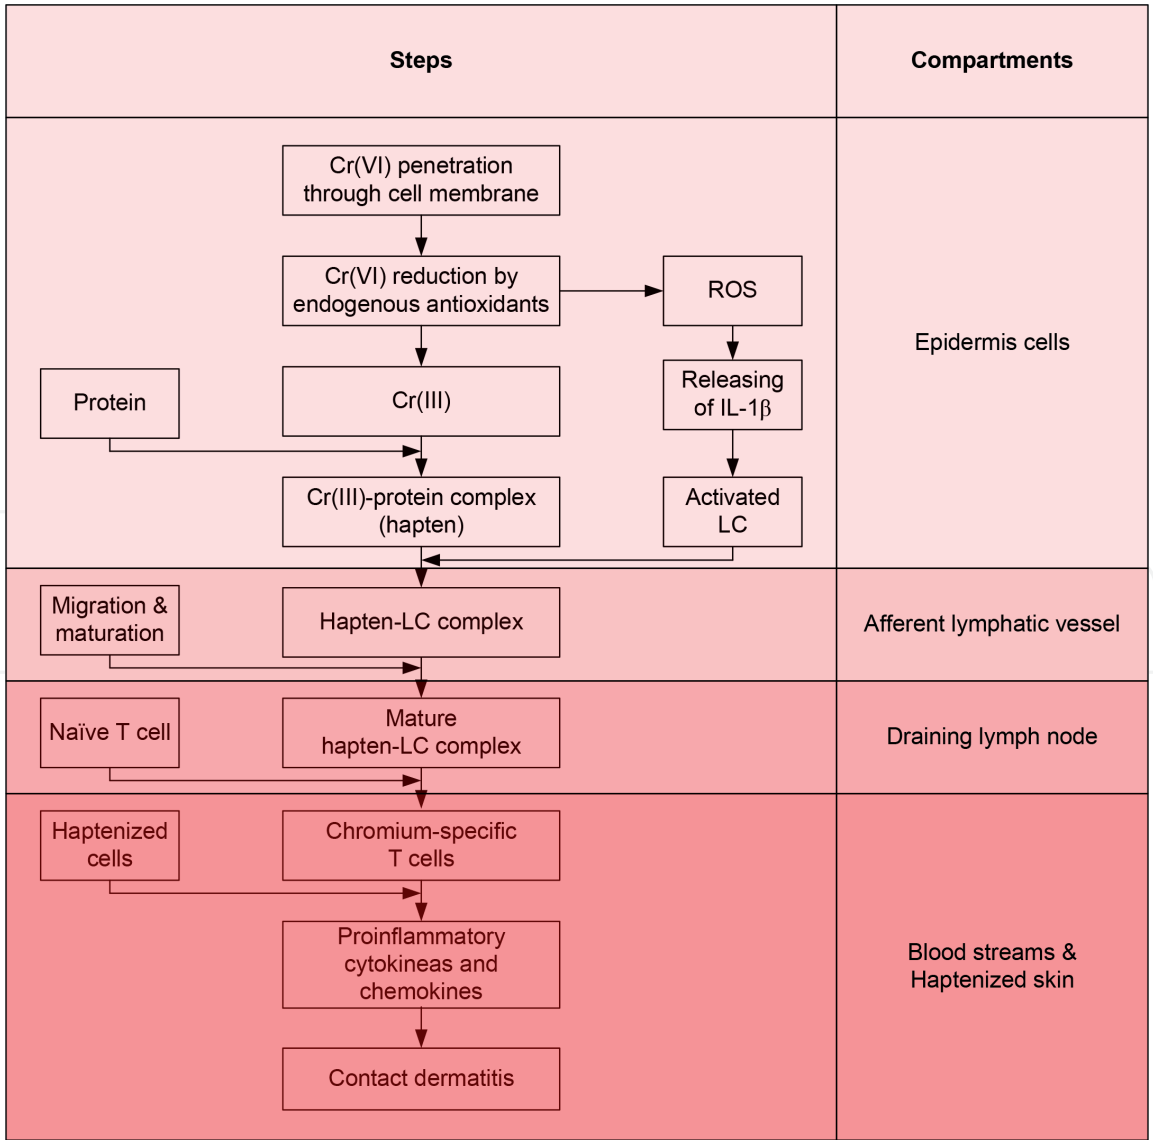 Steps
Compartments
Cr(VI) penetration
through cell membrane
Cr(VI) reduction by
endogenous antioxidants
ROS
Epidermis cells
Releasing
of IL-1β
Protein
Cr(III)
Cr(III)-protein complex
(hapten)
Activated
LC
Migration &
maturation
Hapten-LC complex
Afferent lymphatic vessel
Naïve T cell
Mature
hapten-LC complex
Draining lymph node
Haptenized
cells
Chromium-specific
T cells
Proinflammatory
cytokineas and
chemokines
Blood streams &
Haptenized skin
Contact dermatitis